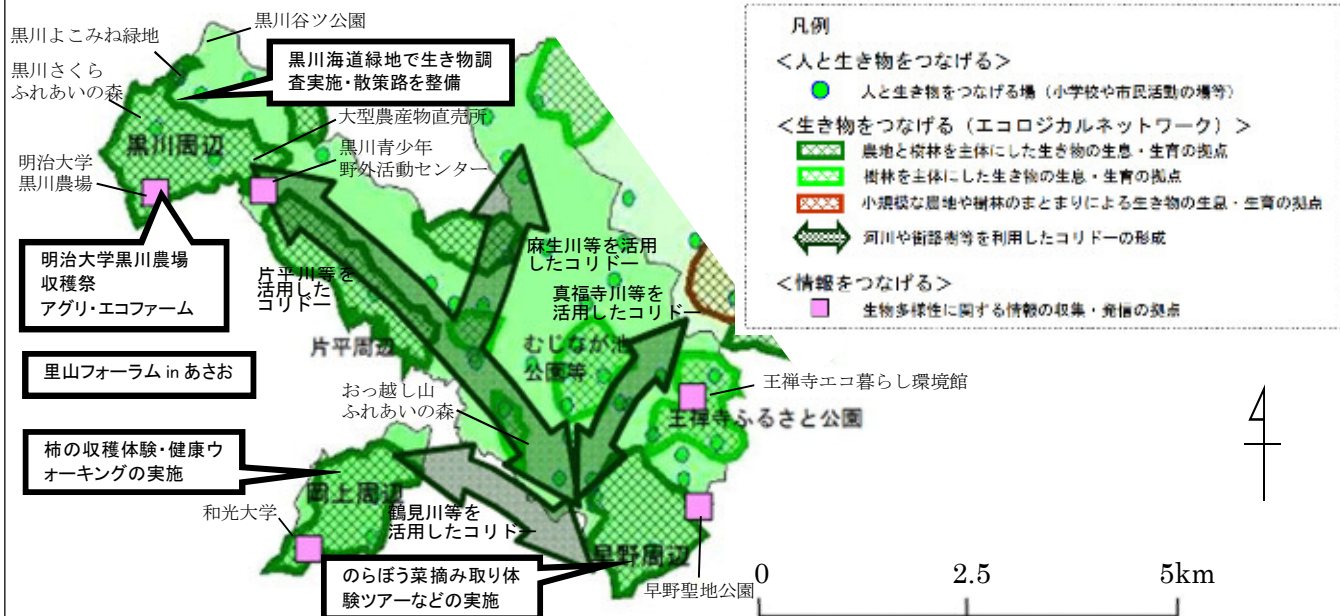 黒川谷ツ公園
黒川よこみね緑地
黒川さくら
ふれあいの森
黒川海道緑地で生き物調
査実施・散策路を整備
大型農産物直売所
黒川周辺
黒川青少年
野外活動センター
明治大学
黒川農場
明治大学黒川農場
収穫祭
アグリ・エコファーム
片平川等を
活用した
コリドー
麻生川等を活用
したコリドー
真福寺川等を
活用したコリドー
片平周辺
むじなが池
公園等
里山フォーラム in あさお
おっ越し山
ふれあいの森
王禅寺エコ暮らし環境館
王禅寺ふるさと公園
柿の収穫体験・健康ウ
ォーキングの実施
岡上周辺
和光大学
鶴見川等を
活用したコリドー
早野周辺
早野聖地公園
のらぼう菜摘み取り体
験ツアーなどの実施
凡例
<人と生き物をつなげる>
人と生き物をつなげる場（小学校や市民活動の場等）
<生き物をつなげる（エコロジカルネットワーク）>
農地と樹林を主体にした生き物の生息・生育の拠点
樹林を主体にした生き物の生息・生育の拠点
小規模な農地や樹林のまとまりによる生き物の生息・生育の拠点
河川や街路樹等を利用したコリドーの形成
<情報をつなげる>
生物多様性に関する情報の収集・発信の拠点
0 2.5 5km